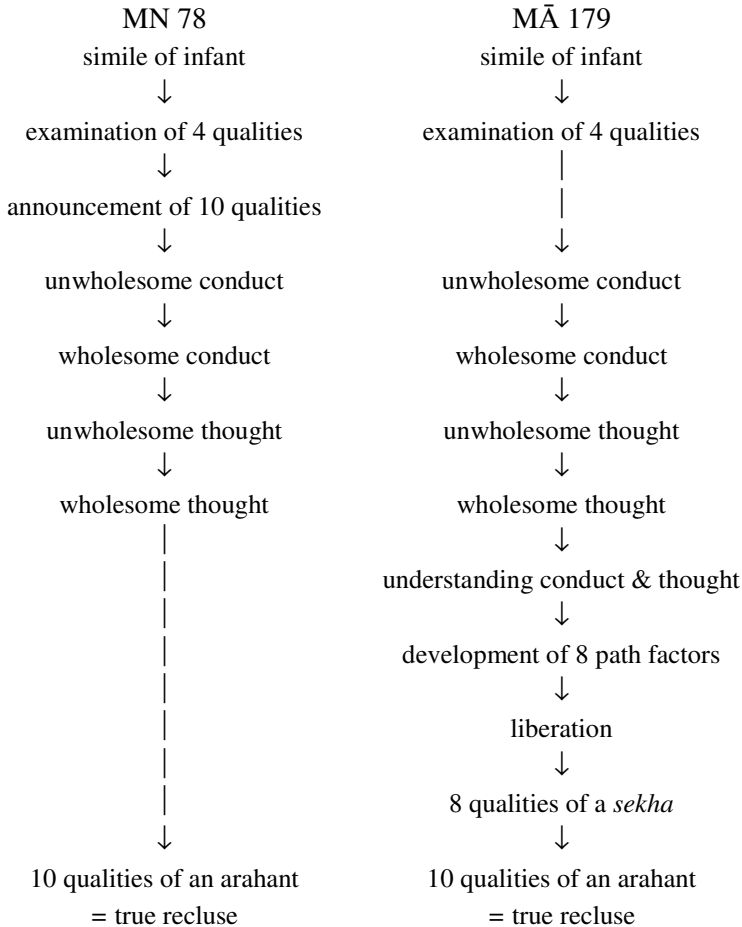 MN 78
simile of infant
↓
examination of 4 qualities
↓
announcement of 10 qualities
↓
unwholesome conduct
↓
wholesome conduct
↓
unwholesome thought
↓
wholesome thought
|
|
|
|
|
|
|
|
↓
10 qualities of an arahant
= true recluse
MĀ 179
simile of infant
↓
examination of 4 qualities
|
|
↓
unwholesome conduct
↓
wholesome conduct
↓
unwholesome thought
↓
wholesome thought
↓
understanding conduct & thought
↓
development of 8 path factors
↓
liberation
↓
8 qualities of a sekha
↓
10 qualities of an arahant
= true recluse